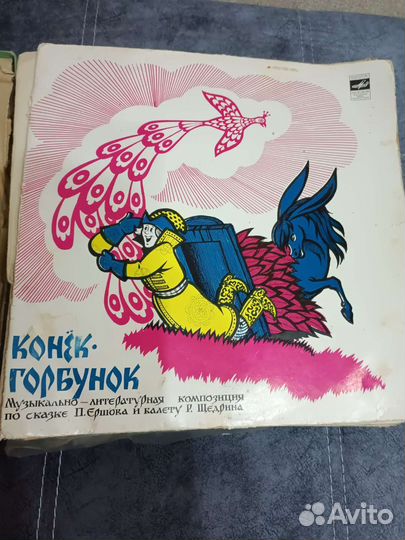 КОНЁК-
ГОРБУНОК
Музыкально-литературная композиция
по сказке П. Ершова и балету Р. Щедрина
Avito